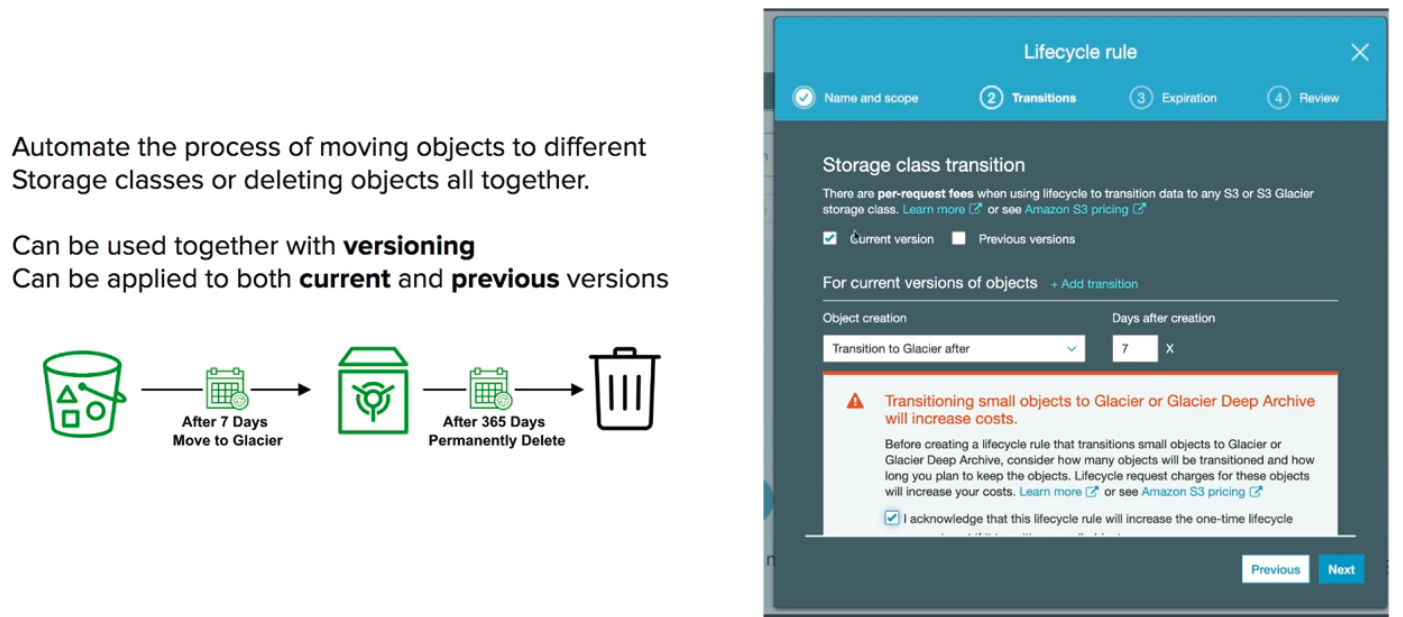 Automate the process of moving objects to different
Storage classes or deleting objects all together.
Can be used together with versioning
Can be applied to both current and previous versions
After 7 Days
Move to Glacier
After 365 Days
Permanently Delete
Lifecycle rule
Name and scope
2 Transitions
3 Expiration
4 Review
Storage class transition
There are per-request fees when using lifecycle to transition data to any S3 or S3 Glacier
storage class. Learn more or see Amazon S3 pricing
Current version Previous versions
For current versions of objects + Add transition
Object creation Days after creation
Transition to Glacier after 7 X
Transitioning small objects to Glacier or Glacier Deep Archive
will increase costs.
Before creating a lifecycle rule that transitions small objects to Glacier or
Glacier Deep Archive, consider how many objects will be transitioned and how
long you plan to keep the objects. Lifecycle request charges for these objects
will increase your costs. Learn more or see Amazon S3 pricing
I acknowledge that this lifecycle rule will increase the one-time lifecycle
Previous Next